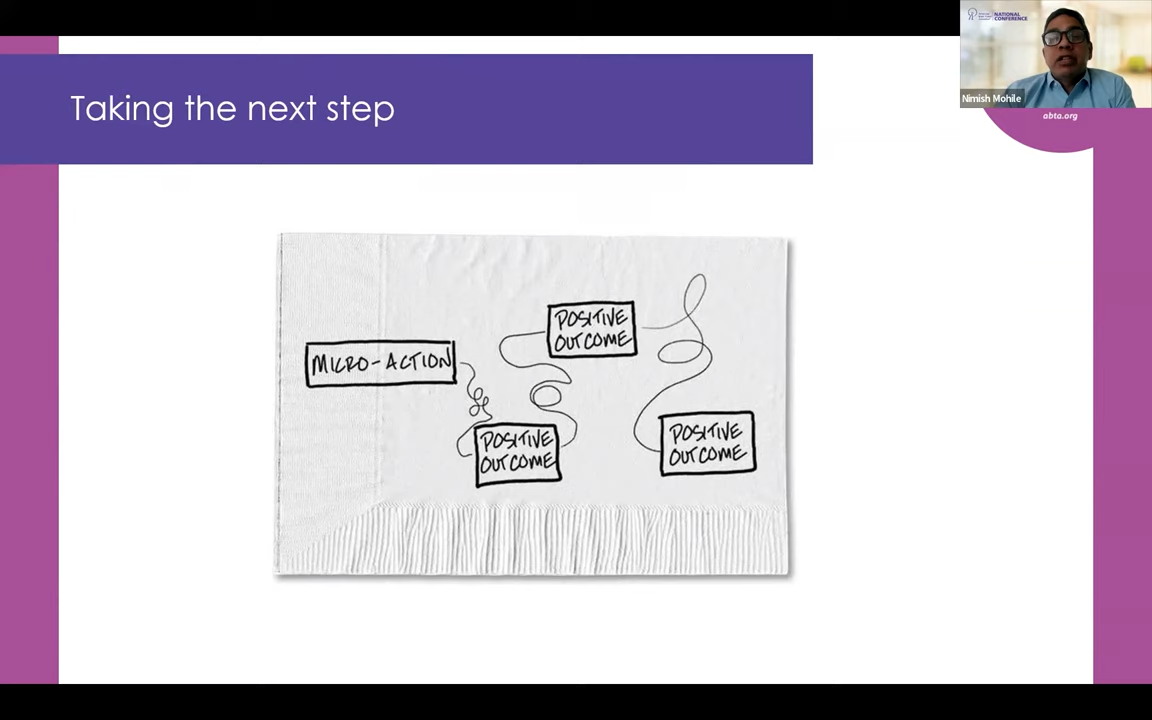 Taking the next step
NATIONAL
CONFERENCE
Nimish Mohile
abta.org
MICRO-ACTION
POSITIVE
OUTCOME
POSITIVE
OUTCOME
POSITIVE
OUTCOME